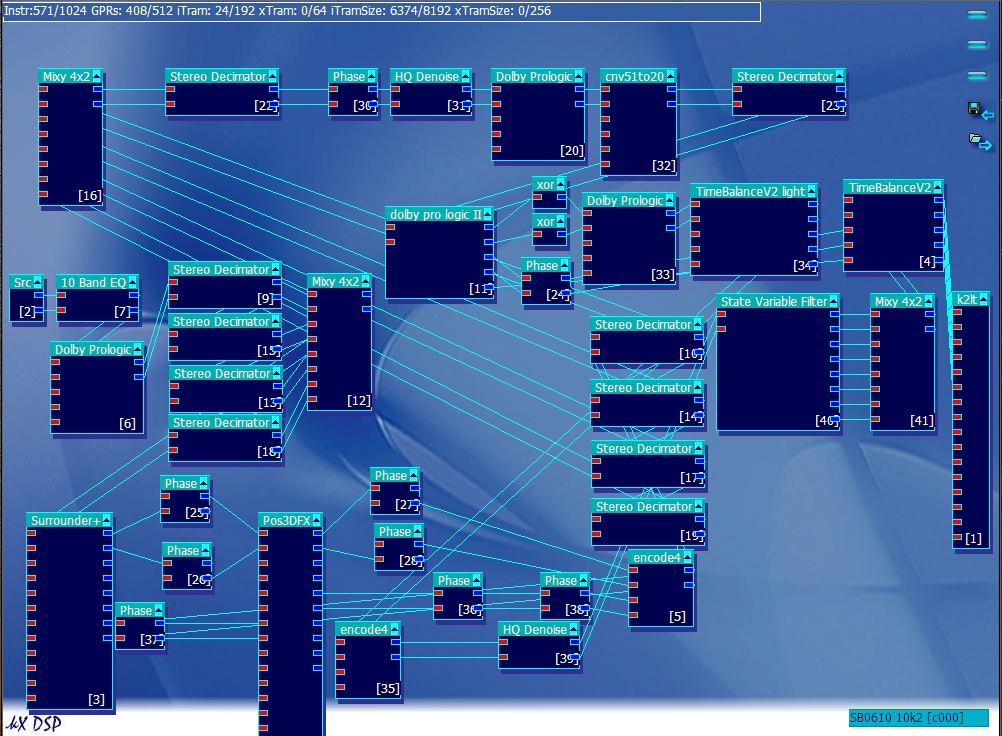 Instr:571/1024 GPRs: 408/512 iTram: 24/192 xTram: 0/64 iTramSize: 6374/8192 xTramSize: 0/256
Mixy 4x2 [16]
Stereo Decimator [22]
Phase [30]
HQ Denoise [31]
Dolby Prologic [20]
cnv51to20 [32]
Stereo Decimator [23]
dolby pro logic II [11]
xor
xor
Phase [24]
Dolby Prologic [33]
TimeBalanceV2 light [34]
TimeBalanceV2 [4]
Src [2]
10 Band EQ [7]
Dolby Prologic [6]
Stereo Decimator [9]
Stereo Decimator [15]
Stereo Decimator [13]
Stereo Decimator [18]
Mixy 4x2 [12]
Stereo Decimator [10]
Stereo Decimator [14]
Stereo Decimator [17]
Stereo Decimator [19]
State Variable Filter [40]
Mixy 4x2 [41]
k2lt [1]
Surrounder+ [3]
Phase [25]
Phase [26]
Phase [37]
Pos3DFX
Phase [27]
Phase [28]
Phase [36]
Phase [38]
encode4 [5]
encode4 [35]
HQ Denoise [39]
µX DSP
SB0610 10k2 [c000]